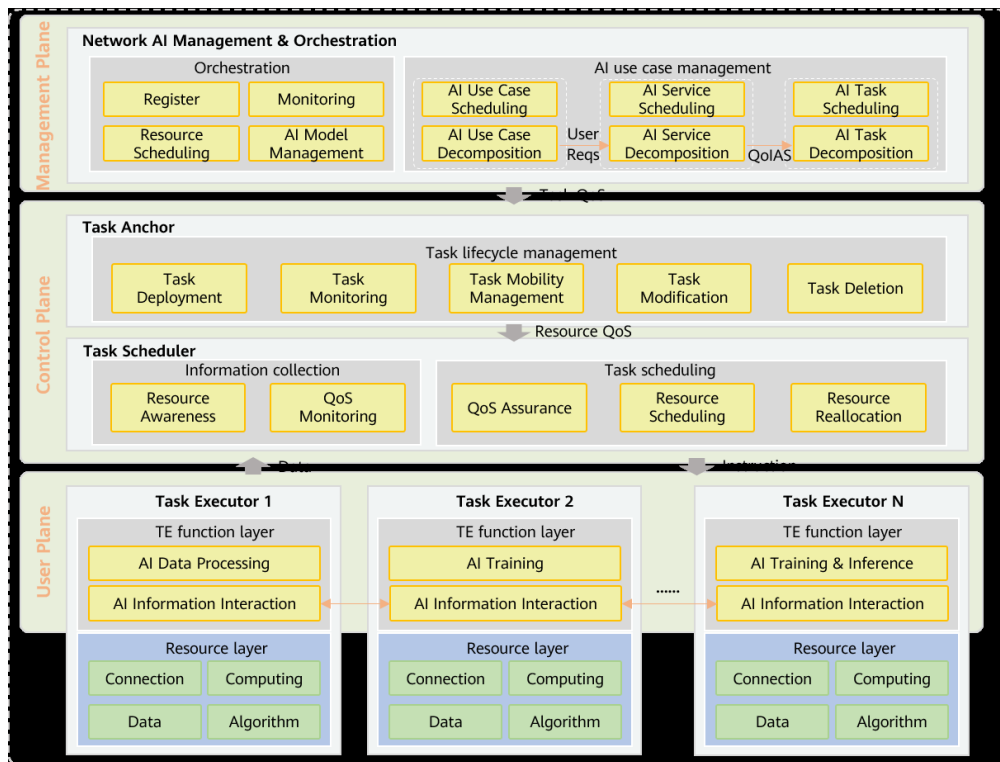 Management Plane
Network AI Management & Orchestration
Orchestration
Register
Monitoring
Resource
Scheduling
AI Model
Management
AI use case management
AI Use Case
Scheduling
AI Use Case
Decomposition
User
Reqs
AI Service
Scheduling
AI Service
Decomposition
QoIAS
AI Task
Scheduling
AI Task
Decomposition
Task QoS
Control Plane
Task Anchor
Task lifecycle management
Task
Deployment
Task
Monitoring
Task Mobility
Management
Task
Modification
Task Deletion
Resource QoS
Task Scheduler
Information collection
Resource
Awareness
QoS
Monitoring
Task scheduling
QoS Assurance
Resource
Scheduling
Resource
Reallocation
Data
Instruction
User Plane
Task Executor 1
TE function layer
AI Data Processing
AI Information Interaction
Resource layer
Connection
Computing
Data
Algorithm
Task Executor 2
TE function layer
AI Training
AI Information Interaction
Resource layer
Connection
Computing
Data
Algorithm
......
Task Executor N
TE function layer
AI Training & Inference
AI Information Interaction
Resource layer
Connection
Computing
Data
Algorithm